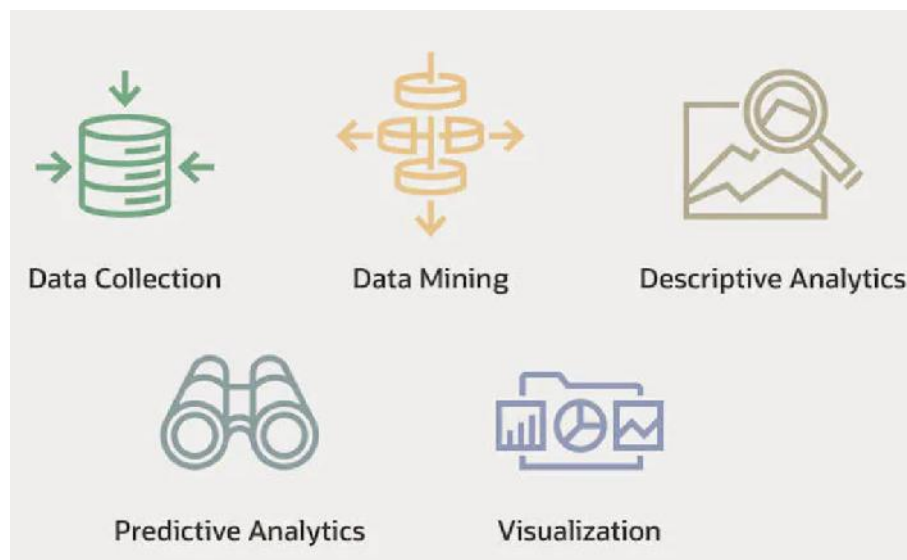 Data Collection
Data Mining
Descriptive Analytics
Predictive Analytics
Visualization